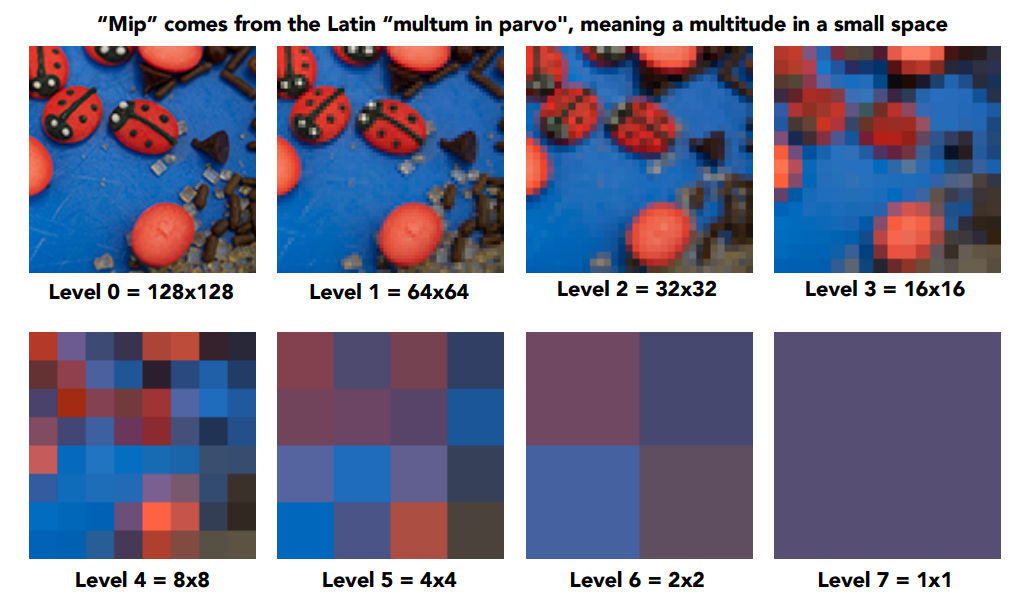 “Mip” comes from the Latin “multum in parvo", meaning a multitude in a small space
Level 0 = 128x128
Level 1 = 64x64
Level 2 = 32x32
Level 3 = 16x16
Level 4 = 8x8
Level 5 = 4x4
Level 6 = 2x2
Level 7 = 1x1